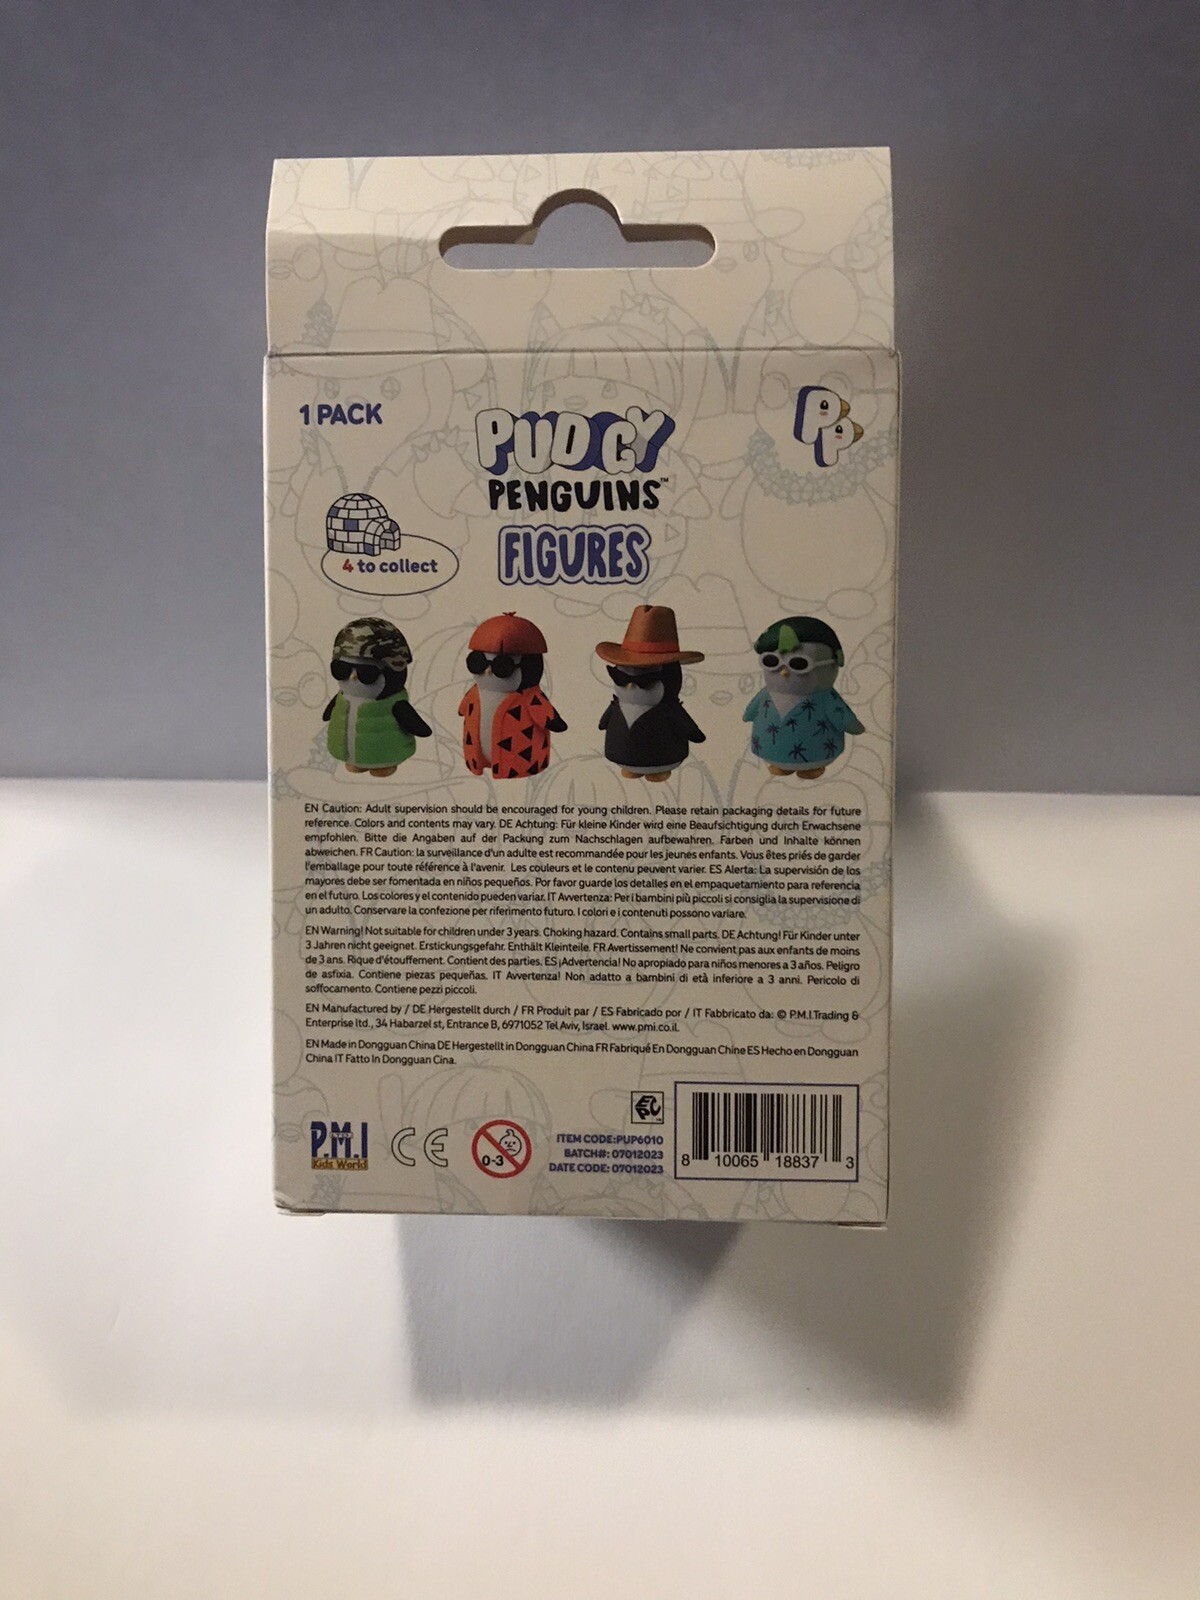 1 PACK
PUDGY
PENGUINS™
FIGURES
PP
4 to collect
EN Caution: Adult supervision should be encouraged for young children. Please retain packaging details for future
reference. Colors and contents may vary. DE Achtung: Für kleine Kinder wird eine Beaufsichtigung durch Erwachsene
empfohlen. Bitte die Angaben auf der Packung zum Nachschlagen aufbewahren. Farben und Inhalte können
abweichen. FR Caution: la surveillance d'un adulte est recommandée pour les jeunes enfants. Vous êtes priés de garder
l'emballage pour toute référence à l'avenir. Les couleurs et le contenu peuvent varier. ES Alerta: La supervisión de los
mayores debe ser fomentada en niños pequeños. Por favor guarde los detalles en el empaquetamiento para referencia
en el futuro. Los colores y el contenido pueden variar. IT Avvertenza: Per i bambini più piccoli si consiglia la supervisione di
un adulto. Conservare la confezione per riferimento futuro. I colori e i contenuti possono variare.
EN Warning! Not suitable for children under 3 years. Choking hazard. Contains small parts. DE Achtung! Für Kinder unter
3 Jahren nicht geeignet. Erstickungsgefahr. Enthält Kleinteile. FR Avertissement! Ne convient pas aux enfants de moins
de 3 ans. Rique d'étouffement. Contient des parties. ES ¡Advertencia! No apropiado para niños menores a 3 años. Peligro
de asfixia. Contiene piezas pequeñas. IT Avvertenza! Non adatto a bambini di età inferiore a 3 anni. Pericolo di
soffocamento. Contiene pezzi piccoli.
EN Manufactured by / DE Hergestellt durch / FR Produit par / ES Fabricado por / IT Fabbricato da: © P.M.I.Trading &
Enterprise ltd., 34 Habarzel st, Entrance B, 6971052 Tel Aviv, Israel. www.pmi.co.il.
EN Made in Dongguan China DE Hergestellt in Dongguan China FR Fabriqué En Dongguan Chine ES Hecho en Dongguan
China IT Fatto In Dongguan Cina.
P.M.I
LTD
Kids World
CE
0-3
EPC
ITEM CODE:PUP6010
BATCH#: 07012023
DATE CODE: 07012023
8 10065 18837 3